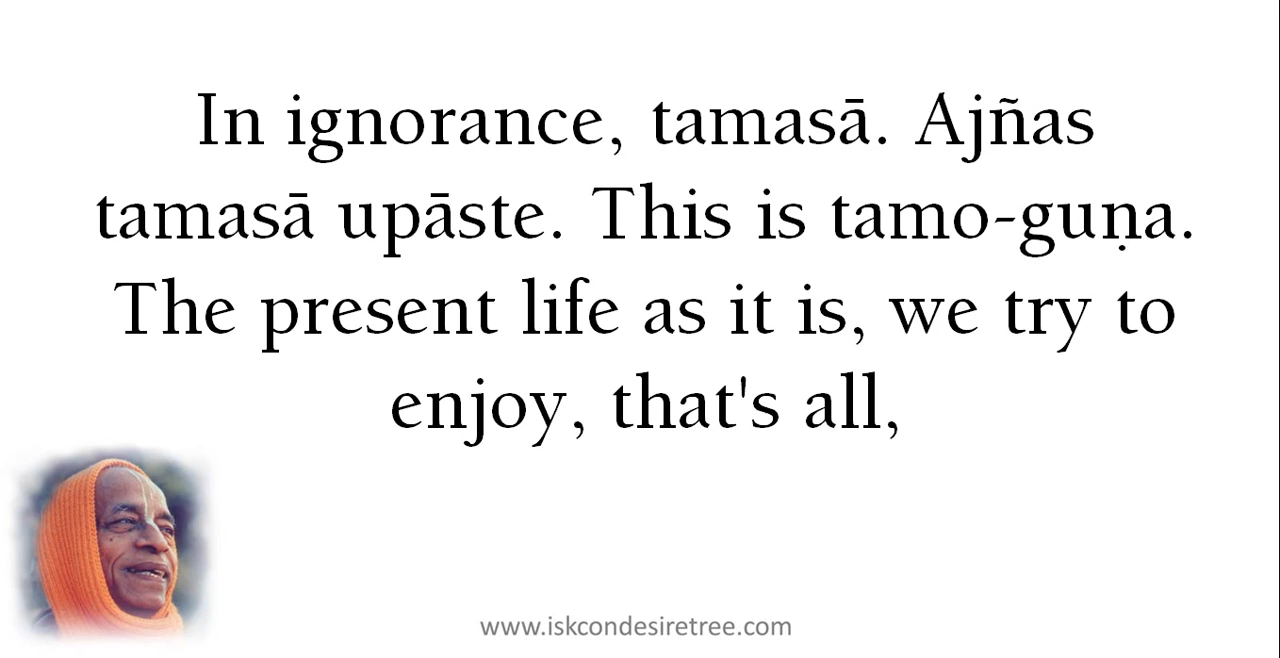 In ignorance, tamasā. Ajñas
tamasā upāste. This is tamo-guṇa.
The present life as it is, we try to
enjoy, that's all,
www.iskcondesiretree.com